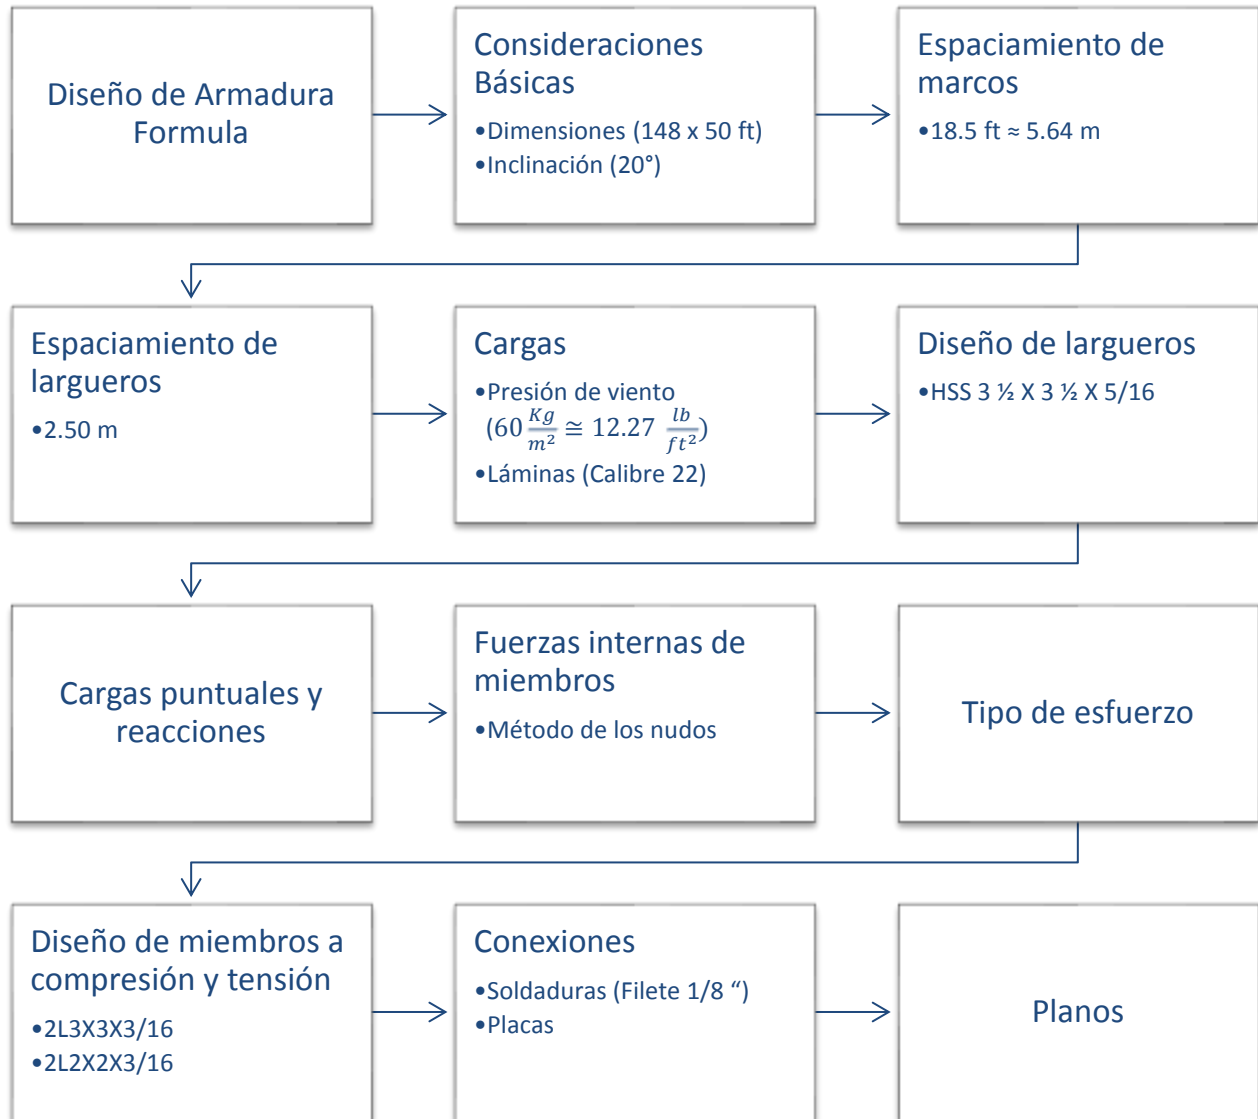 Diseño de Armadura
Formula
Consideraciones
Básicas
•Dimensiones (148 x 50 ft)
•Inclinación (20°)
Espaciamiento de
marcos
•18.5 ft ≈ 5.64 m
Espaciamiento de
largueros
•2.50 m
Cargas
•Presión de viento
(60 Kg/m² ≅ 12.27 lb/ft²)
•Láminas (Calibre 22)
Diseño de largueros
•HSS 3 ½ X 3 ½ X 5/16
Cargas puntuales y
reacciones
Fuerzas internas de
miembros
•Método de los nudos
Tipo de esfuerzo
Diseño de miembros a
compresión y tensión
•2L3X3X3/16
•2L2X2X3/16
Conexiones
•Soldaduras (Filete 1/8 “)
•Placas
Planos